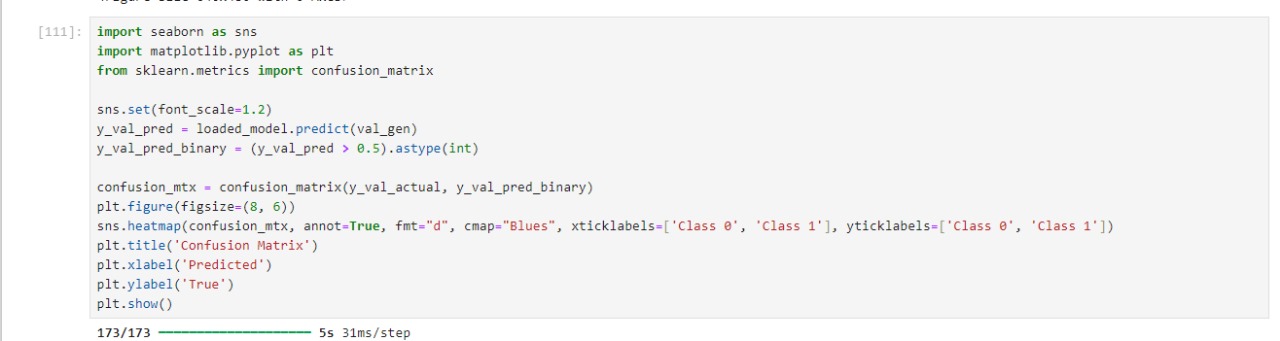 [111]: import seaborn as sns
import matplotlib.pyplot as plt
from sklearn.metrics import confusion_matrix
sns.set(font_scale=1.2)
y_val_pred = loaded_model.predict(val_gen)
y_val_pred_binary = (y_val_pred > 0.5).astype(int)
confusion_mtx = confusion_matrix(y_val_actual, y_val_pred_binary)
plt.figure(figsize=(8, 6))
sns.heatmap(confusion_mtx, annot=True, fmt="d", cmap="Blues", xticklabels=['Class 0', 'Class 1'], yticklabels=['Class 0', 'Class 1'])
plt.title('Confusion Matrix')
plt.xlabel('Predicted')
plt.ylabel('True')
plt.show()
173/173 5s 31ms/step